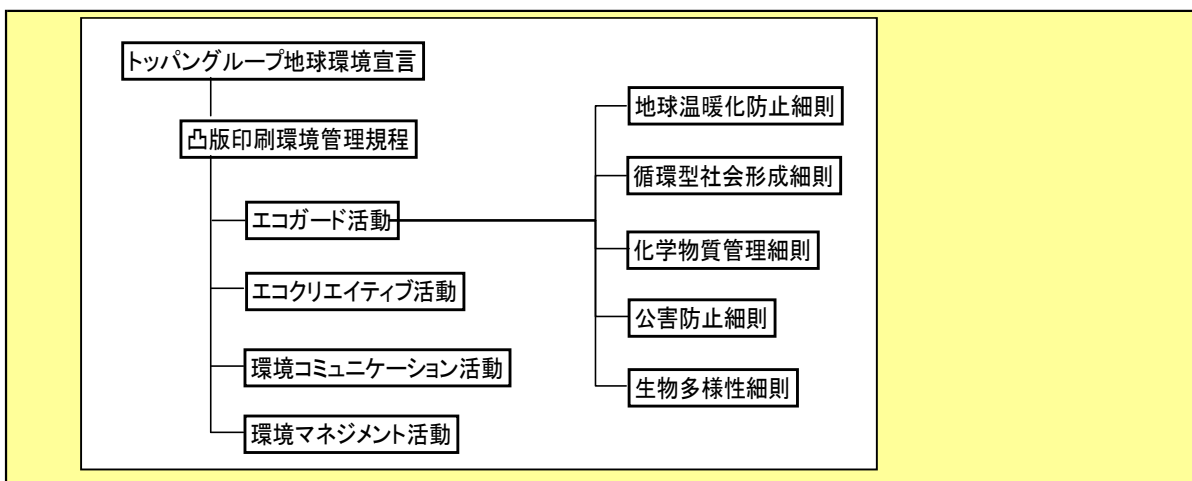 トッパングループ地球環境宣言
凸版印刷環境管理規程
エコガード活動
エコクリエイティブ活動
環境コミュニケーション活動
環境マネジメント活動
地球温暖化防止細則
循環型社会形成細則
化学物質管理細則
公害防止細則
生物多様性細則